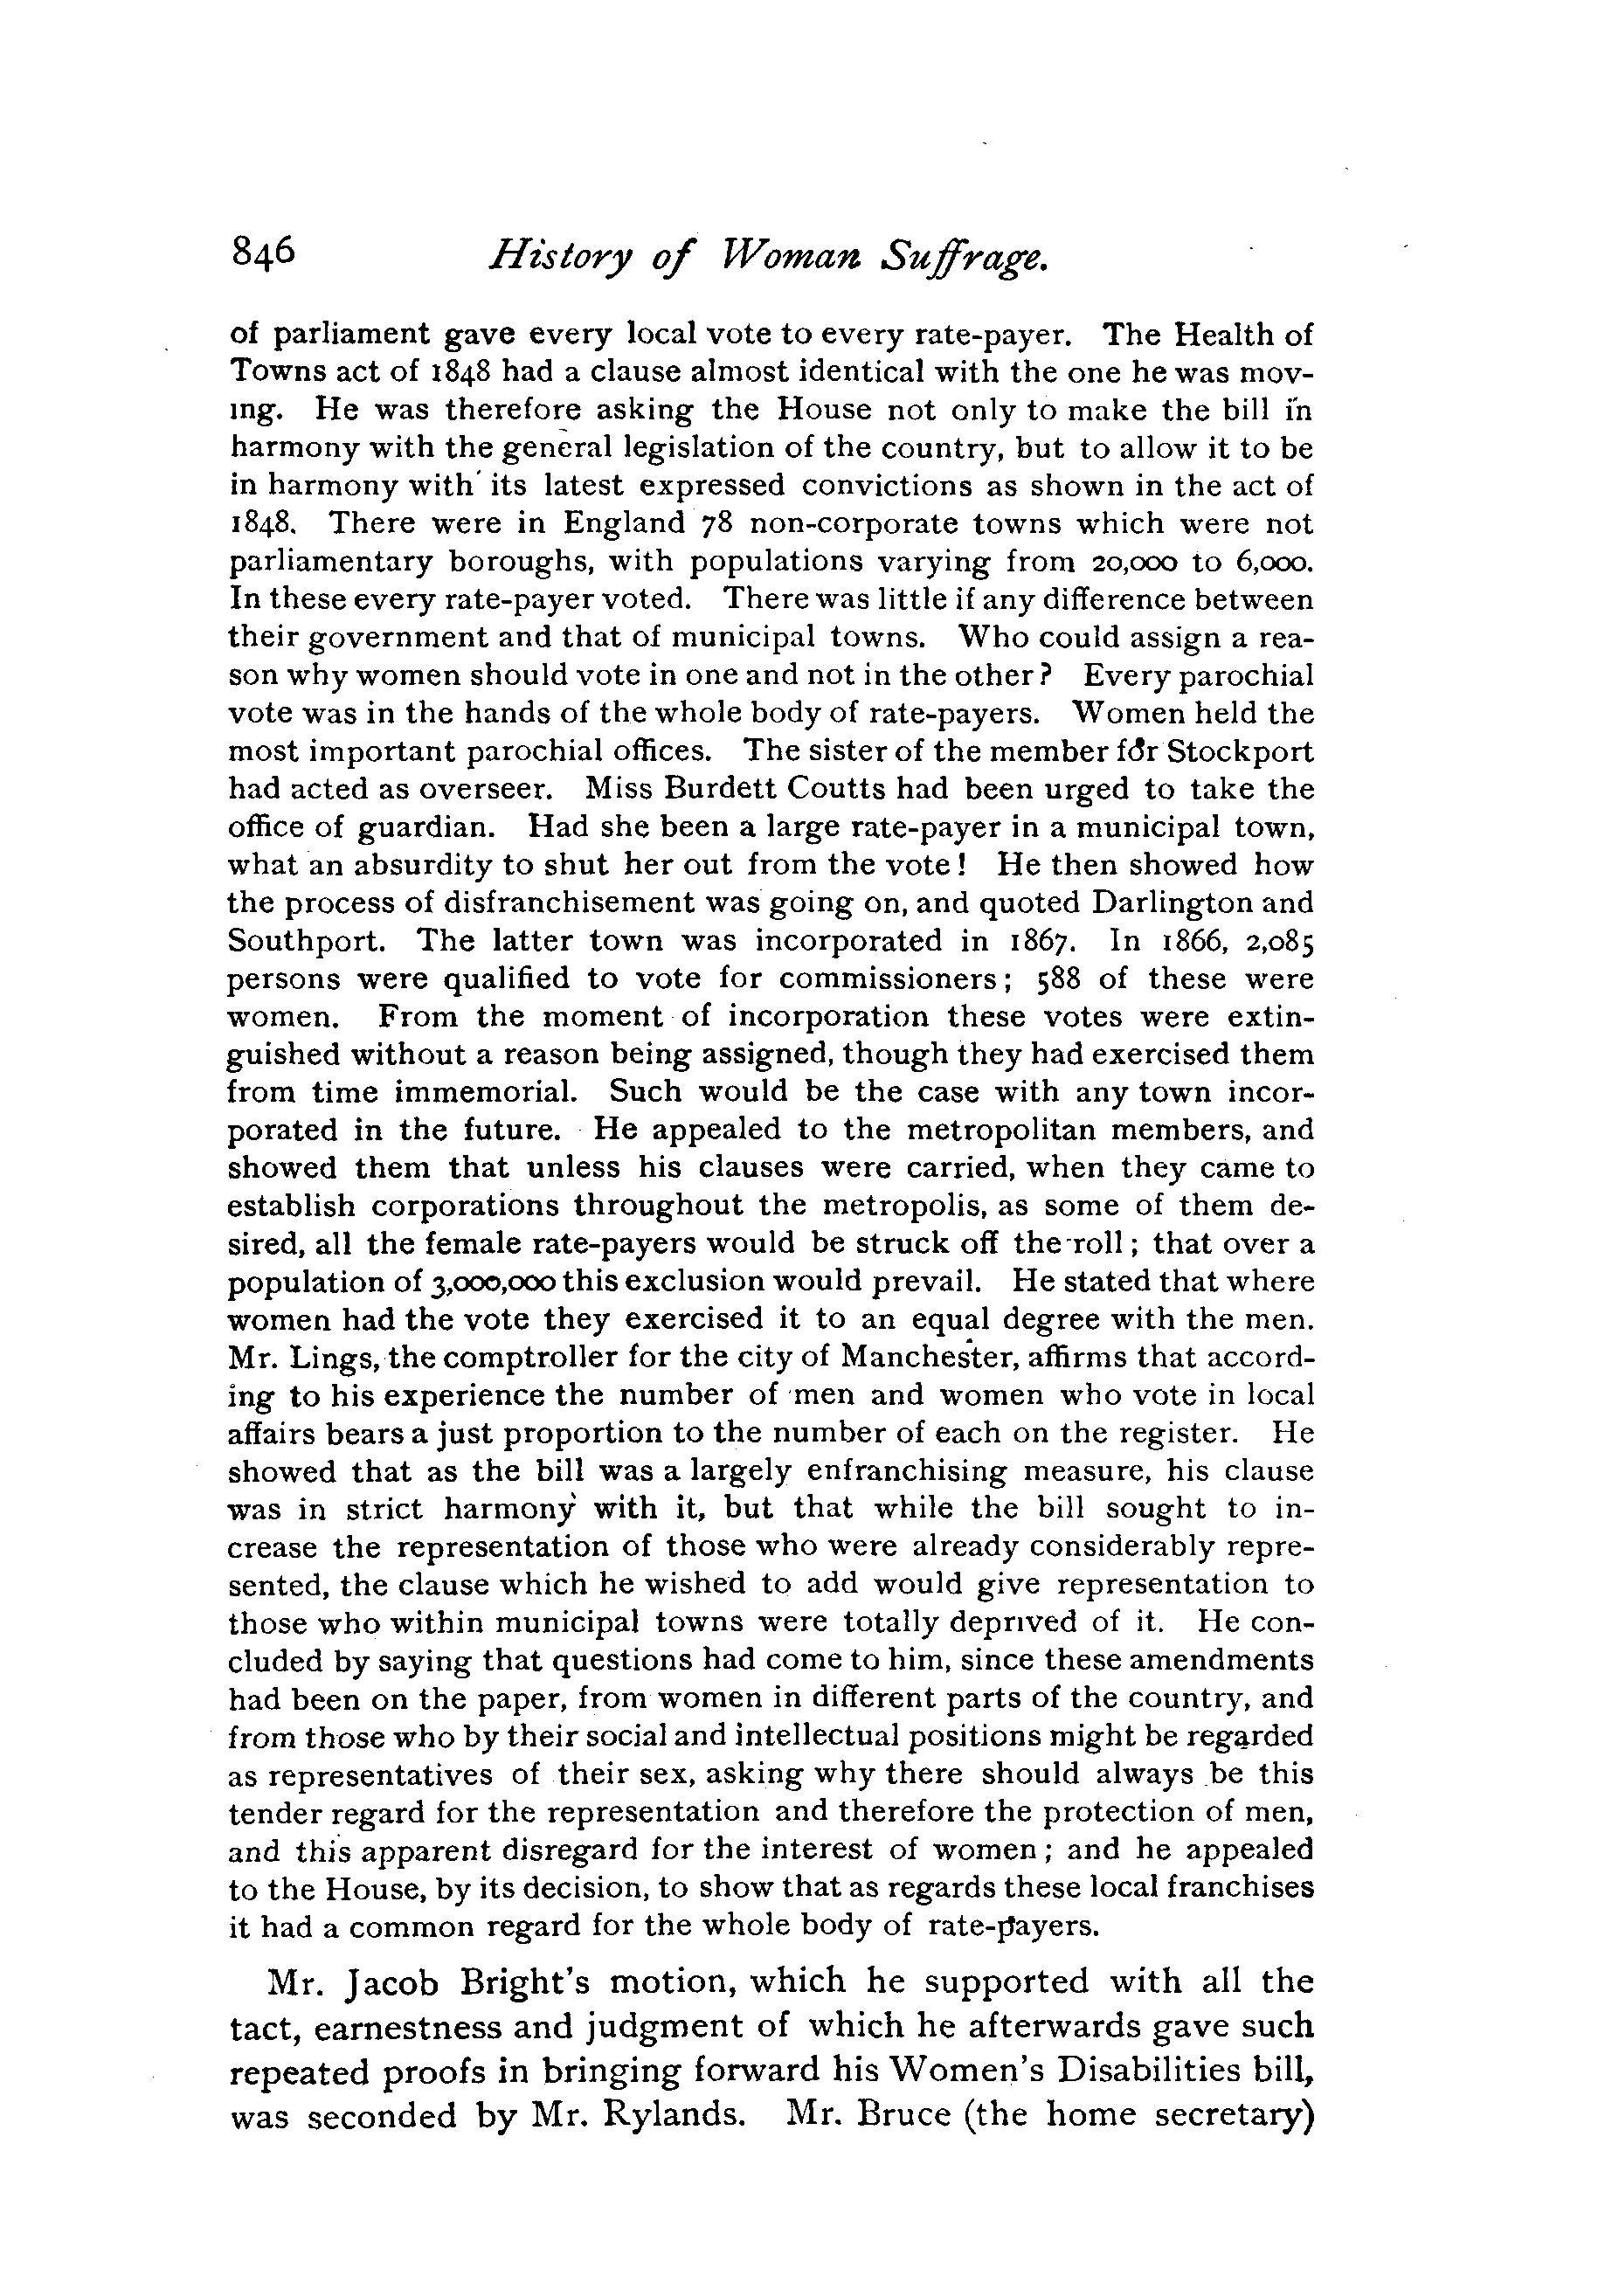 846 History of Woman Suffrage.
of parliament gave every local vote to every rate-payer. The Health of
Towns act of 1848 had a clause almost identical with the one he was mov-
ing. He was therefore asking the House not only to make the bill in
harmony with the general legislation of the country, but to allow it to be
in harmony with its latest expressed convictions as shown in the act of
1848. There were in England 78 non-corporate towns which were not
parliamentary boroughs, with populations varying from 20,000 to 6,000.
In these every rate-payer voted. There was little if any difference between
their government and that of municipal towns. Who could assign a rea-
son why women should vote in one and not in the other? Every parochial
vote was in the hands of the whole body of rate-payers. Women held the
most important parochial offices. The sister of the member for Stockport
had acted as overseer. Miss Burdett Coutts had been urged to take the
office of guardian. Had she been a large rate-payer in a municipal town,
what an absurdity to shut her out from the vote! He then showed how
the process of disfranchisement was going on, and quoted Darlington and
Southport. The latter town was incorporated in 1867. In 1866, 2,085
persons were qualified to vote for commissioners; 588 of these were
women. From the moment of incorporation these votes were extin-
guished without a reason being assigned, though they had exercised them
from time immemorial. Such would be the case with any town incor-
porated in the future. He appealed to the metropolitan members, and
showed them that unless his clauses were carried, when they came to
establish corporations throughout the metropolis, as some of them de-
sired, all the female rate-payers would be struck off the roll; that over a
population of 3,000,000 this exclusion would prevail. He stated that where
women had the vote they exercised it to an equal degree with the men.
Mr. Lings, the comptroller for the city of Manchester, affirms that accord-
ing to his experience the number of men and women who vote in local
affairs bears a just proportion to the number of each on the register. He
showed that as the bill was a largely enfranchising measure, his clause
was in strict harmony with it, but that while the bill sought to in-
crease the representation of those who were already considerably repre-
sented, the clause which he wished to add would give representation to
those who within municipal towns were totally deprived of it. He con-
cluded by saying that questions had come to him, since these amendments
had been on the paper, from women in different parts of the country, and
from those who by their social and intellectual positions might be regarded
as representatives of their sex, asking why there should always be this
tender regard for the representation and therefore the protection of men,
and this apparent disregard for the interest of women; and he appealed
to the House, by its decision, to show that as regards these local franchises
it had a common regard for the whole body of rate-payers.
Mr. Jacob Bright's motion, which he supported with all the
tact, earnestness and judgment of which he afterwards gave such
repeated proofs in bringing forward his Women's Disabilities bill,
was seconded by Mr. Rylands. Mr. Bruce (the home secretary)